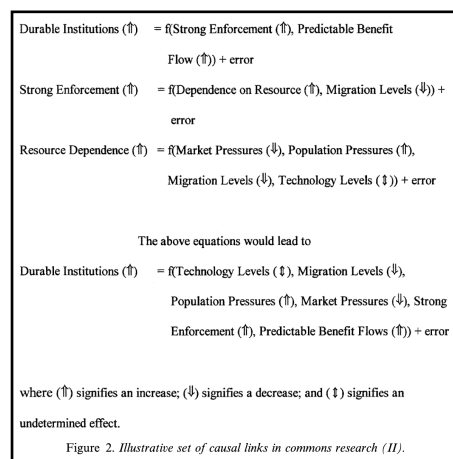 Durable Institutions (⇑) = f(Strong Enforcement (⇑), Predictable Benefit
Flow (⇑)) + error
Strong Enforcement (⇑) = f(Dependence on Resource (⇑), Migration Levels (⇓)) +
error
Resource Dependence (⇑) = f(Market Pressures (⇓), Population Pressures (⇑),
Migration Levels (⇓), Technology Levels (⇕)) + error
The above equations would lead to
Durable Institutions (⇑) = f(Technology Levels (⇕), Migration Levels (⇓),
Population Pressures (⇑), Market Pressures (⇓), Strong
Enforcement (⇑), Predictable Benefit Flows (⇑)) + error
where (⇑) signifies an increase; (⇓) signifies a decrease; and (⇕) signifies an
undetermined effect.
Figure 2. Illustrative set of causal links in commons research (II).